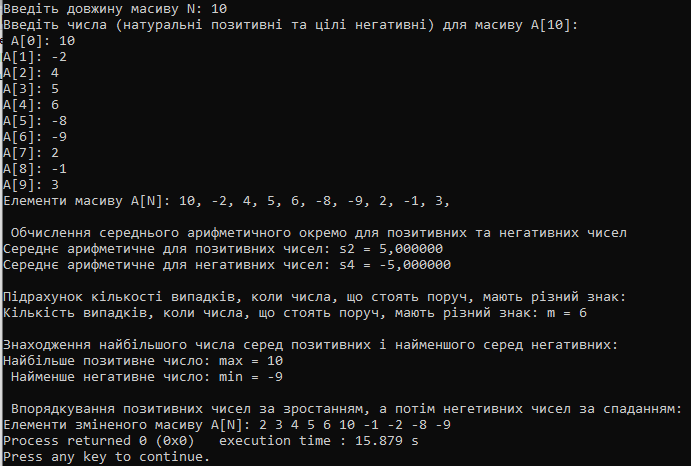 Введіть довжину масиву N: 10
Введіть числа (натуральні позитивні та цілі негативні) для масиву A[10]:
A[0]: 10
A[1]: -2
A[2]: 4
A[3]: 5
A[4]: 6
A[5]: -8
A[6]: -9
A[7]: 2
A[8]: -1
A[9]: 3
Елементи масиву A[N]: 10, -2, 4, 5, 6, -8, -9, 2, -1, 3,
Обчислення середнього арифметичного окремо для позитивних та негативних чисел
Середнє арифметичне для позитивних чисел: s2 = 5,000000
Середнє арифметичне для негативних чисел: s4 = -5,000000
Підрахунок кількості випадків, коли числа, що стоять поруч, мають різний знак:
Кількість випадків, коли числа, що стоять поруч, мають різний знак: m = 6
Знаходження найбільшого числа серед позитивних і найменшого серед негативних:
Найбільше позитивне число: max = 10
Найменше негативне число: min = -9
Впорядкування позитивних чисел за зростанням, а потім негетивних чисел за спаданням:
Елементи зміненого масиву A[N]: 2 3 4 5 6 10 -1 -2 -8 -9
Process returned 0 (0x0) execution time : 15.879 s
Press any key to continue.